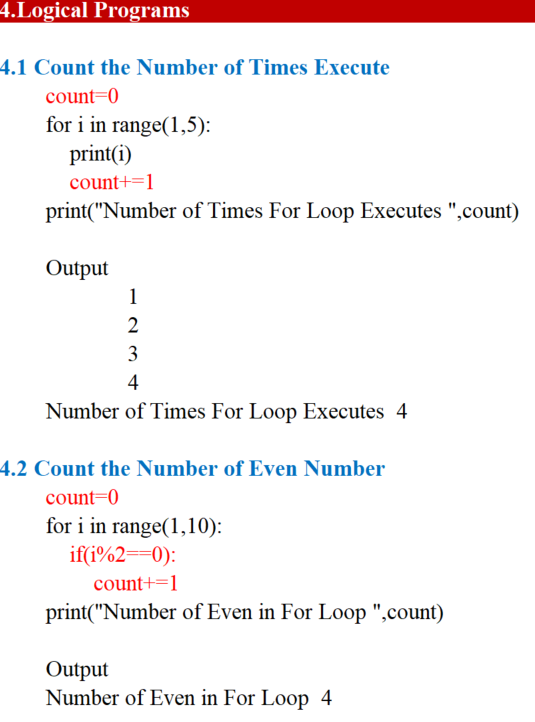 4.Logical Programs
4.1 Count the Number of Times Execute
count=0
for i in range(1,5):
print(i)
count+=1
print("Number of Times For Loop Executes ",count)
Output
1
2
3
4
Number of Times For Loop Executes  4
4.2 Count the Number of Even Number
count=0
for i in range(1,10):
if(i%2==0):
count+=1
print("Number of Even in For Loop ",count)
Output
Number of Even in For Loop  4